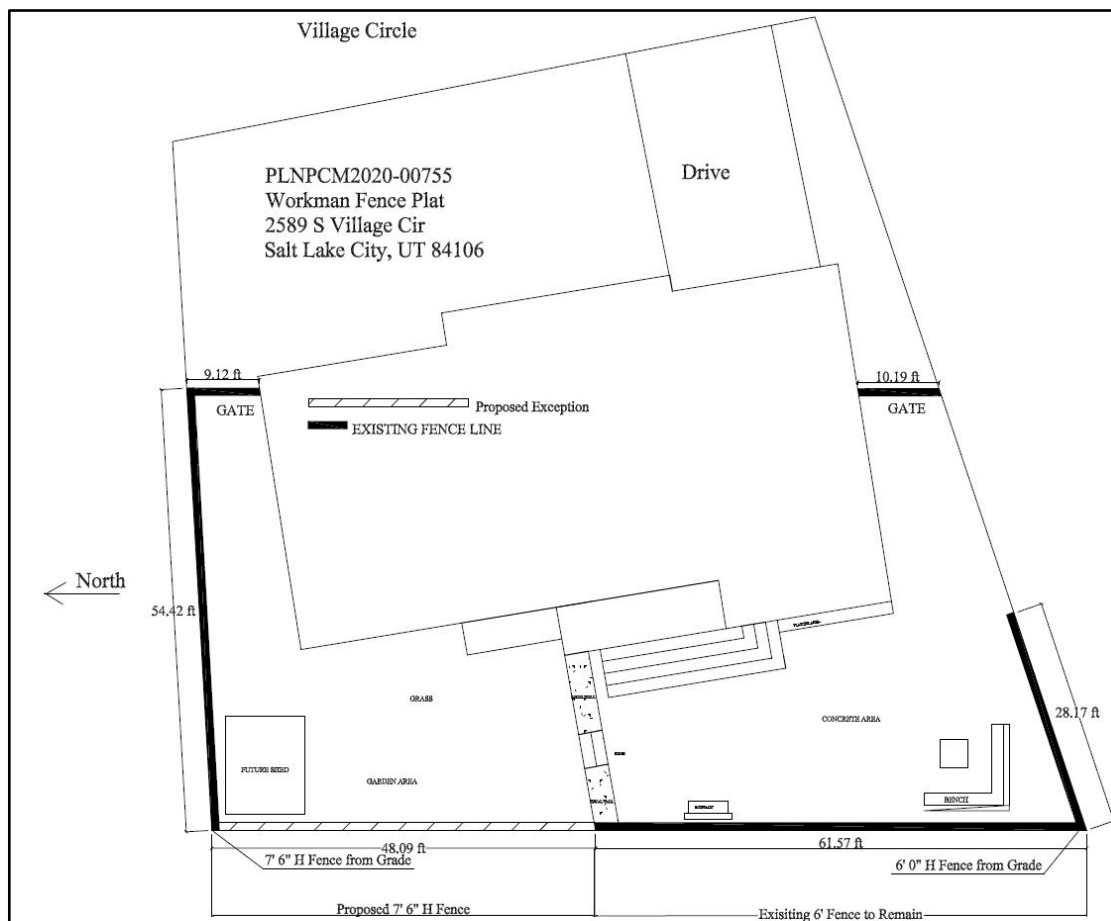 Village Circle
PLNPCM2020-00755
Workman Fence Plat
2589 S Village Cir
Salt Lake City, UT 84106
Drive
9.12 ft
10.19 ft
GATE
GATE
Proposed Exception
EXISTING FENCE LINE
North
54.42 ft
28.17 ft
GRASS
CONCRETE AREA
FUTURE SHED
GARDEN AREA
BENCH
48.09 ft
61.57 ft
7' 6" H Fence from Grade
6' 0" H Fence from Grade
Proposed 7' 6" H Fence
Exisiting 6' Fence to Remain